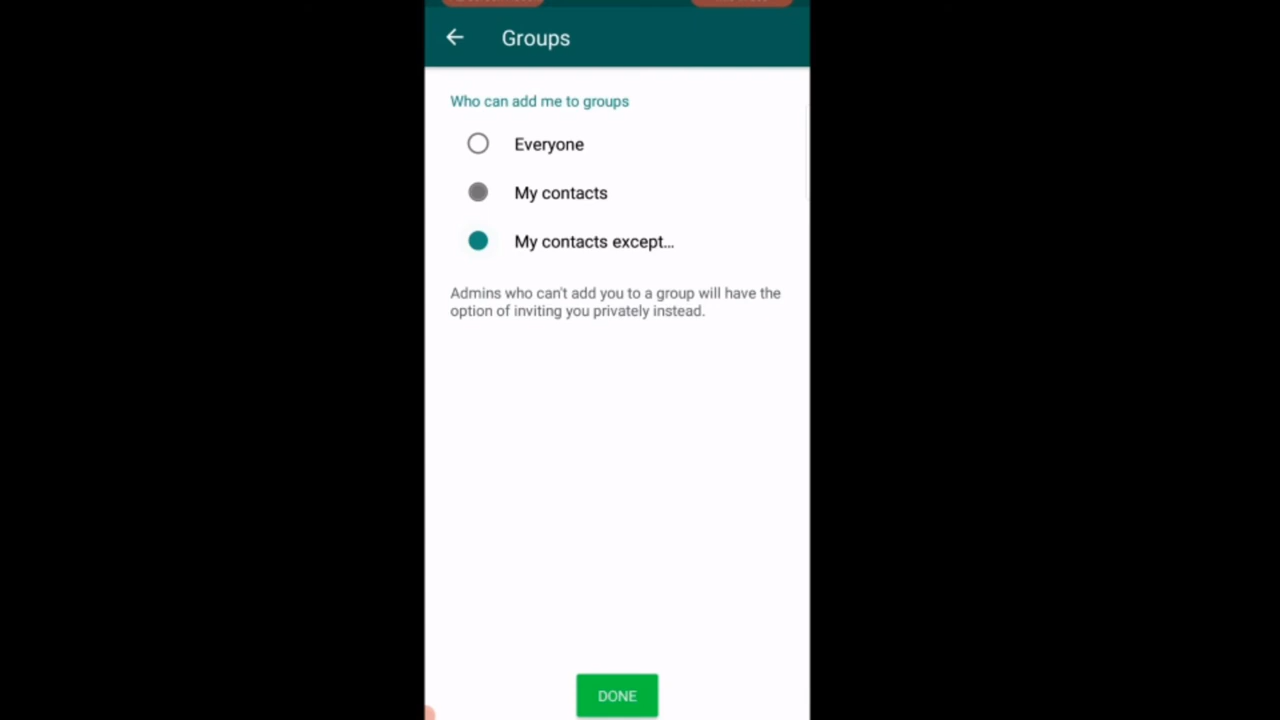 Groups
Who can add me to groups
Everyone
My contacts
My contacts except...
Admins who can't add you to a group will have the
option of inviting you privately instead.
DONE